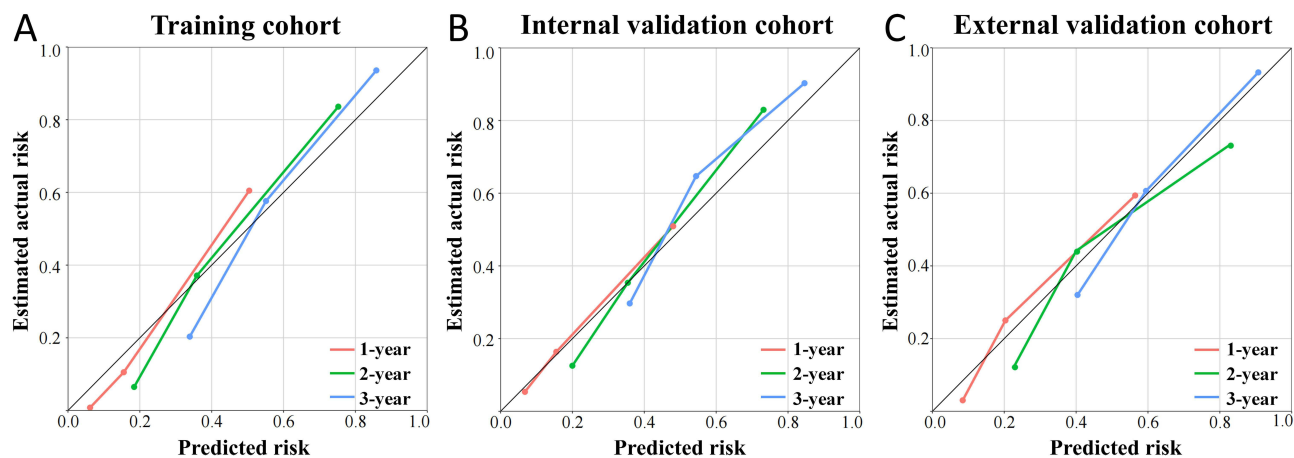 A
Training cohort
Estimated actual risk
1.0
0.8
0.6
0.4
0.2
0.0
0.2
0.4
0.6
0.8
1.0
1-year
2-year
3-year
Predicted risk
B
Internal validation cohort
Estimated actual risk
1.0
0.8
0.6
0.4
0.2
0.0
0.2
0.4
0.6
0.8
1.0
1-year
2-year
3-year
Predicted risk
C
External validation cohort
Estimated actual risk
1.0
0.8
0.6
0.4
0.2
0.0
0.2
0.4
0.6
0.8
1.0
1-year
2-year
3-year
Predicted risk